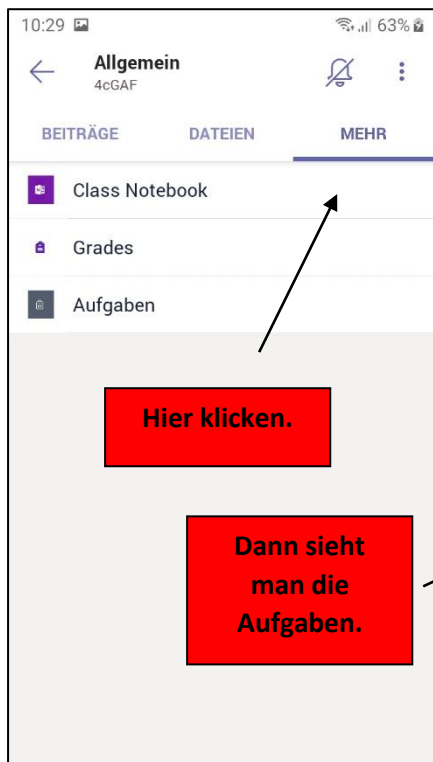 10:29 63%
Allgemein
4cGAF
BEITRÄGE DATEIEN MEHR
Class Notebook
Grades
Aufgaben
Hier klicken.
Dann sieht
man die
Aufgaben.